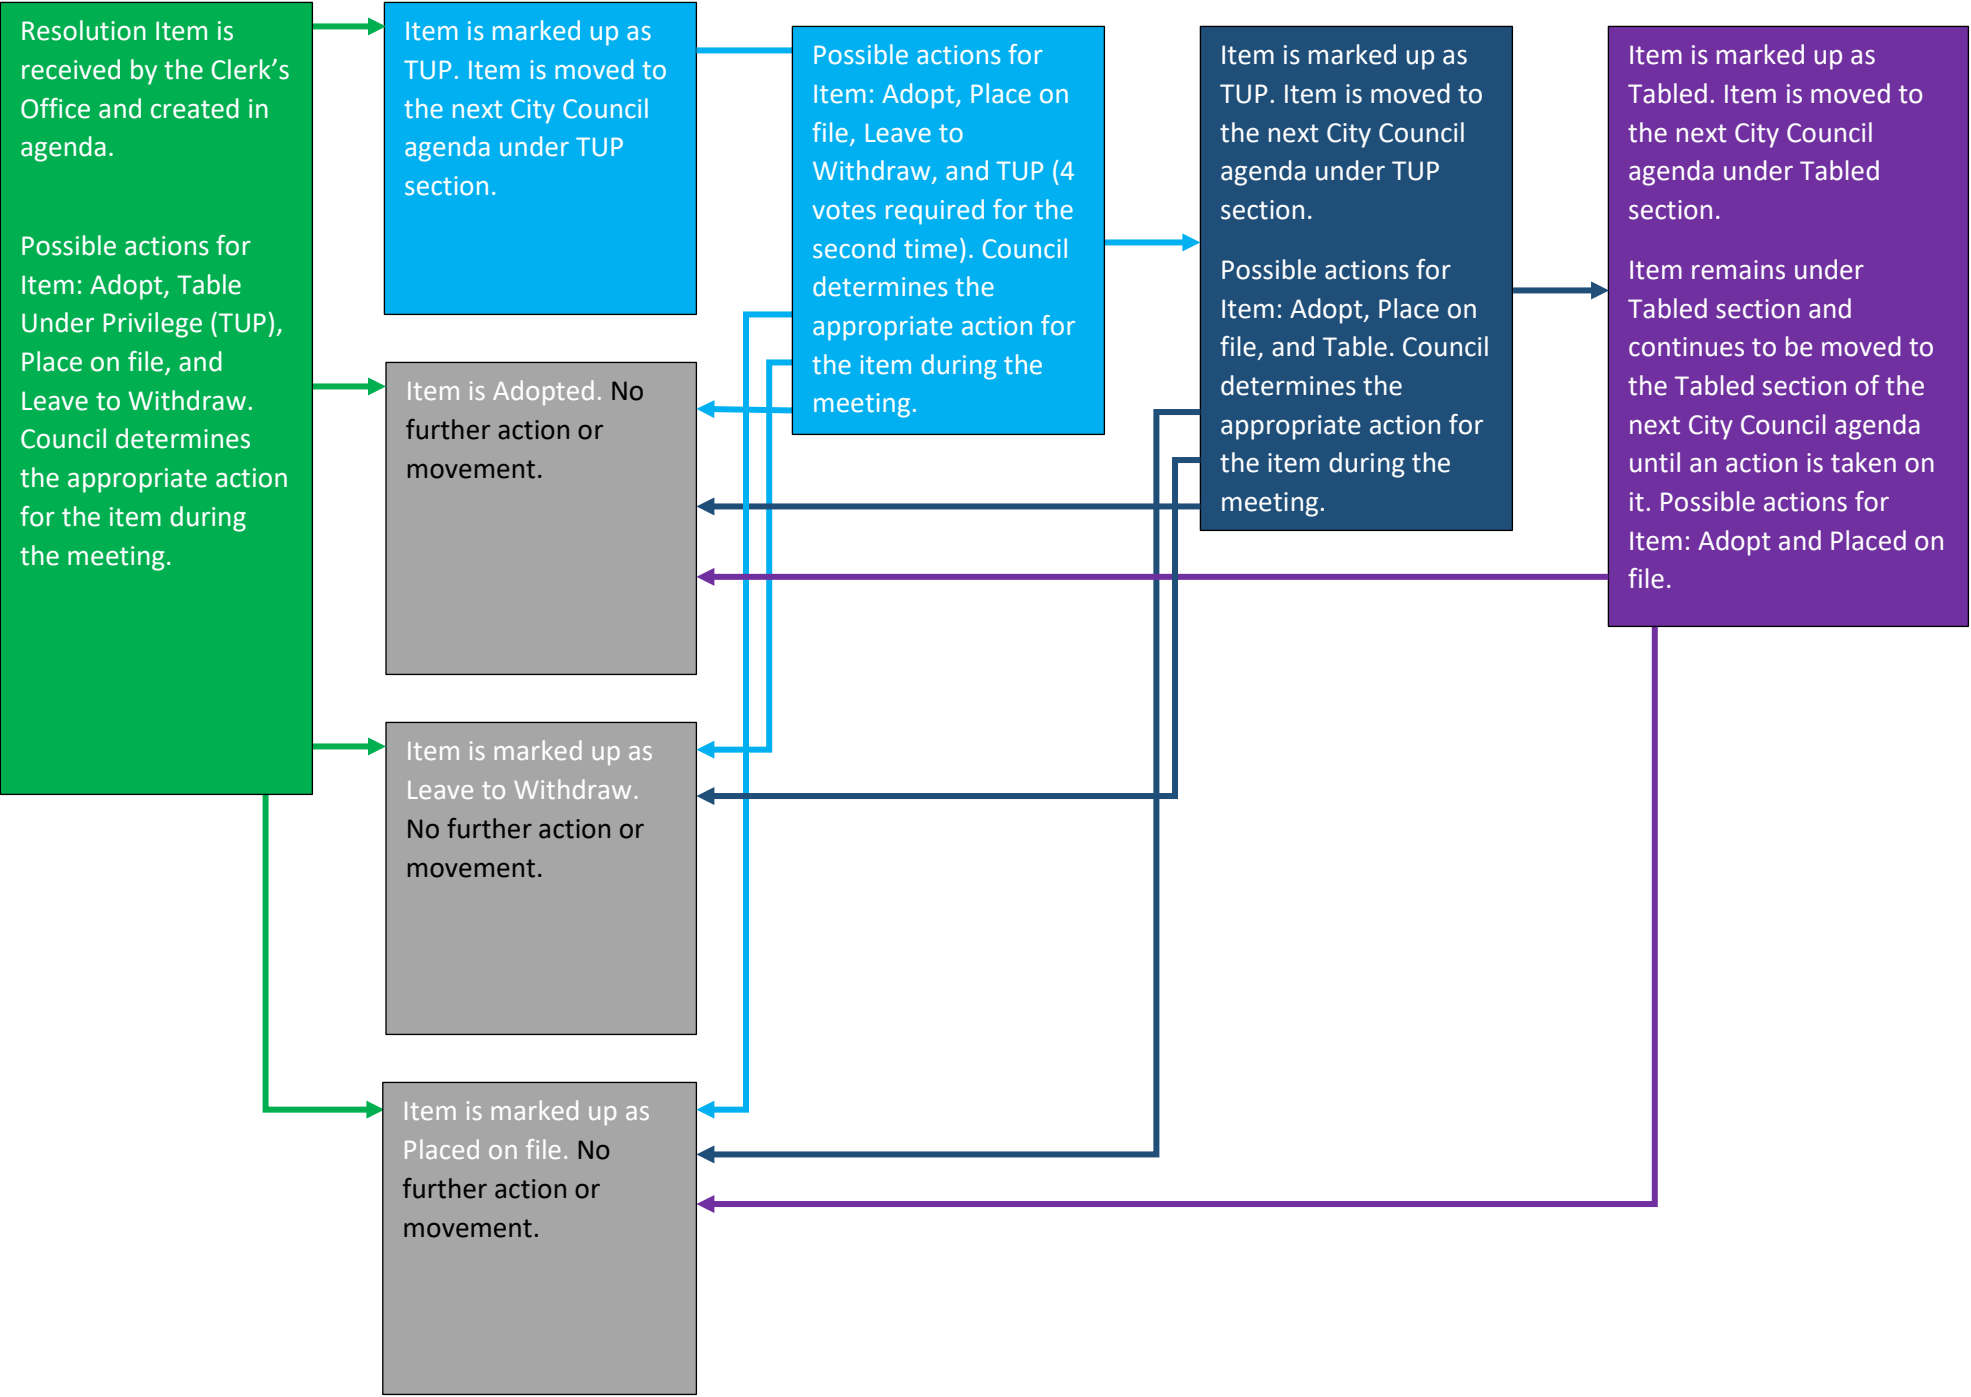 Resolution Item is
received by the Clerk’s
Office and created in
agenda.
Possible actions for
Item: Adopt, Table
Under Privilege (TUP),
Place on file, and
Leave to Withdraw.
Council determines
the appropriate action
for the item during
the meeting.
Item is marked up as
TUP. Item is moved to
the next City Council
agenda under TUP
section.
Item is Adopted. No
further action or
movement.
Item is marked up as
Leave to Withdraw.
No further action or
movement.
Item is marked up as
Placed on file. No
further action or
movement.
Possible actions for
Item: Adopt, Place on
file, Leave to
Withdraw, and TUP (4
votes required for the
second time). Council
determines the
appropriate action for
the item during the
meeting.
Item is marked up as
TUP. Item is moved to
the next City Council
agenda under TUP
section.
Possible actions for
Item: Adopt, Place on
file, and Table. Council
determines the
appropriate action for
the item during the
meeting.
Item is marked up as
Tabled. Item is moved to
the next City Council
agenda under Tabled
section.
Item remains under
Tabled section and
continues to be moved to
the Tabled section of the
next City Council agenda
until an action is taken on
it. Possible actions for
Item: Adopt and Placed on
file.